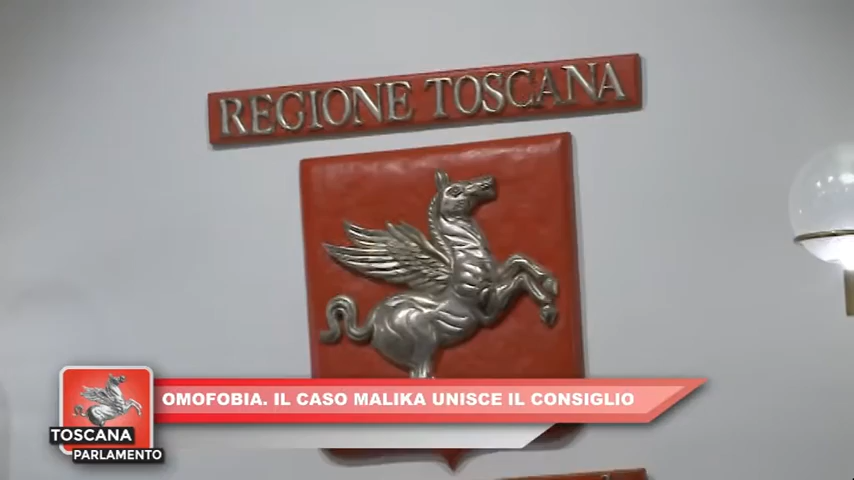 REGIONE TOSCANA
OMOFOBIA. IL CASO MALIKA UNISCE IL CONSIGLIO
TOSCANA
PARLAMENTO